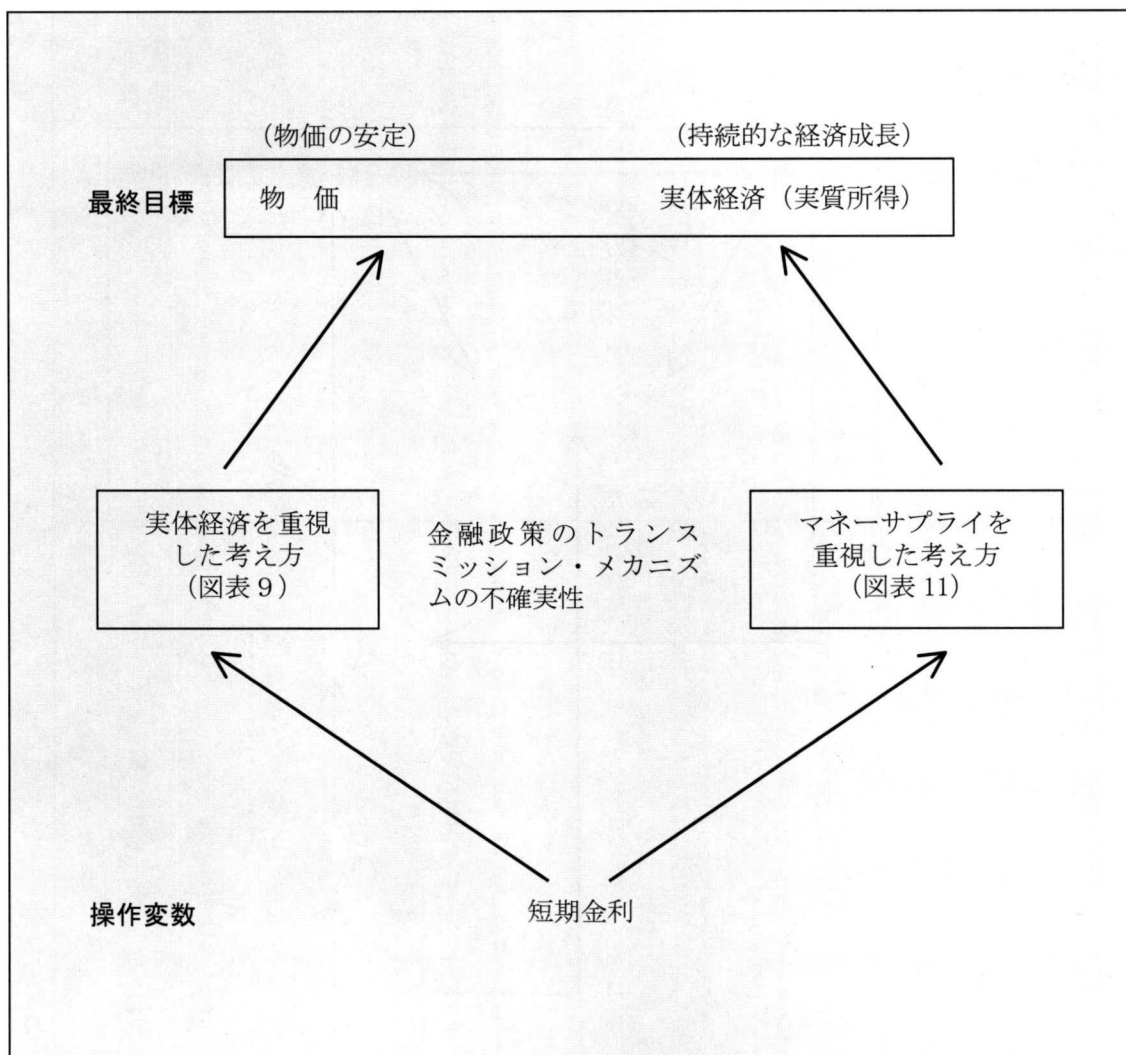 (物価の安定)
(持続的な経済成長)
最終目標
物　価
実体経済(実質所得)
実体経済を重視
した考え方
(図表9)
金融政策のトランス
ミッション・メカニズ
ムの不確実性
マネーサプライを
重視した考え方
(図表11)
操作変数
短期金利